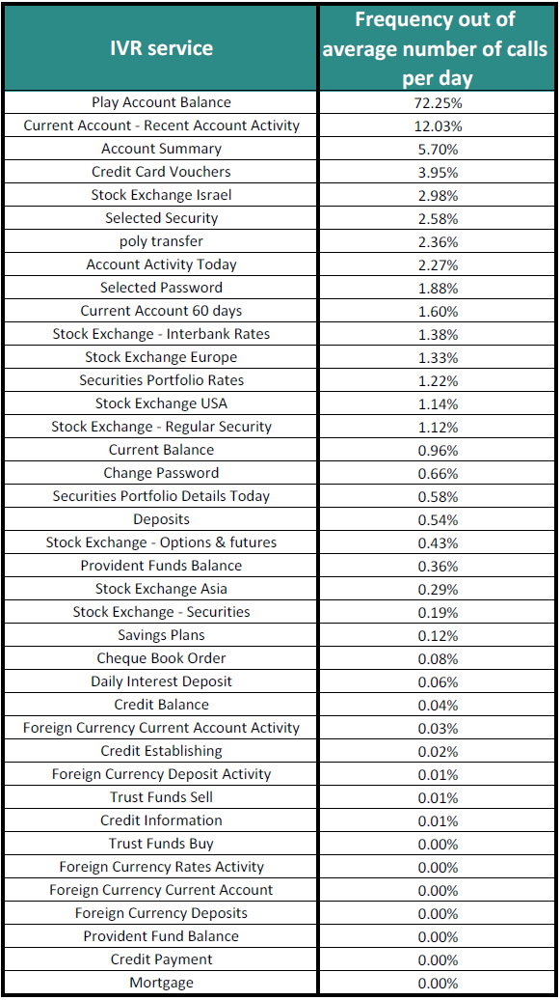 IVR service
Frequency out of
average number of calls
per day
Play Account Balance 72.25%
Current Account - Recent Account Activity 12.03%
Account Summary 5.70%
Credit Card Vouchers 3.95%
Stock Exchange Israel 2.98%
Selected Security 2.58%
poly transfer 2.36%
Account Activity Today 2.27%
Selected Password 1.88%
Current Account 60 days 1.60%
Stock Exchange - Interbank Rates 1.38%
Stock Exchange Europe 1.33%
Securities Portfolio Rates 1.22%
Stock Exchange USA 1.14%
Stock Exchange - Regular Security 1.12%
Current Balance 0.96%
Change Password 0.66%
Securities Portfolio Details Today 0.58%
Deposits 0.54%
Stock Exchange - Options & futures 0.43%
Provident Funds Balance 0.36%
Stock Exchange Asia 0.29%
Stock Exchange - Securities 0.19%
Savings Plans 0.12%
Cheque Book Order 0.08%
Daily Interest Deposit 0.06%
Credit Balance 0.04%
Foreign Currency Current Account Activity 0.03%
Credit Establishing 0.02%
Foreign Currency Deposit Activity 0.01%
Trust Funds Sell 0.01%
Credit Information 0.01%
Trust Funds Buy 0.00%
Foreign Currency Rates Activity 0.00%
Foreign Currency Current Account 0.00%
Foreign Currency Deposits 0.00%
Provident Fund Balance 0.00%
Credit Payment 0.00%
Mortgage 0.00%